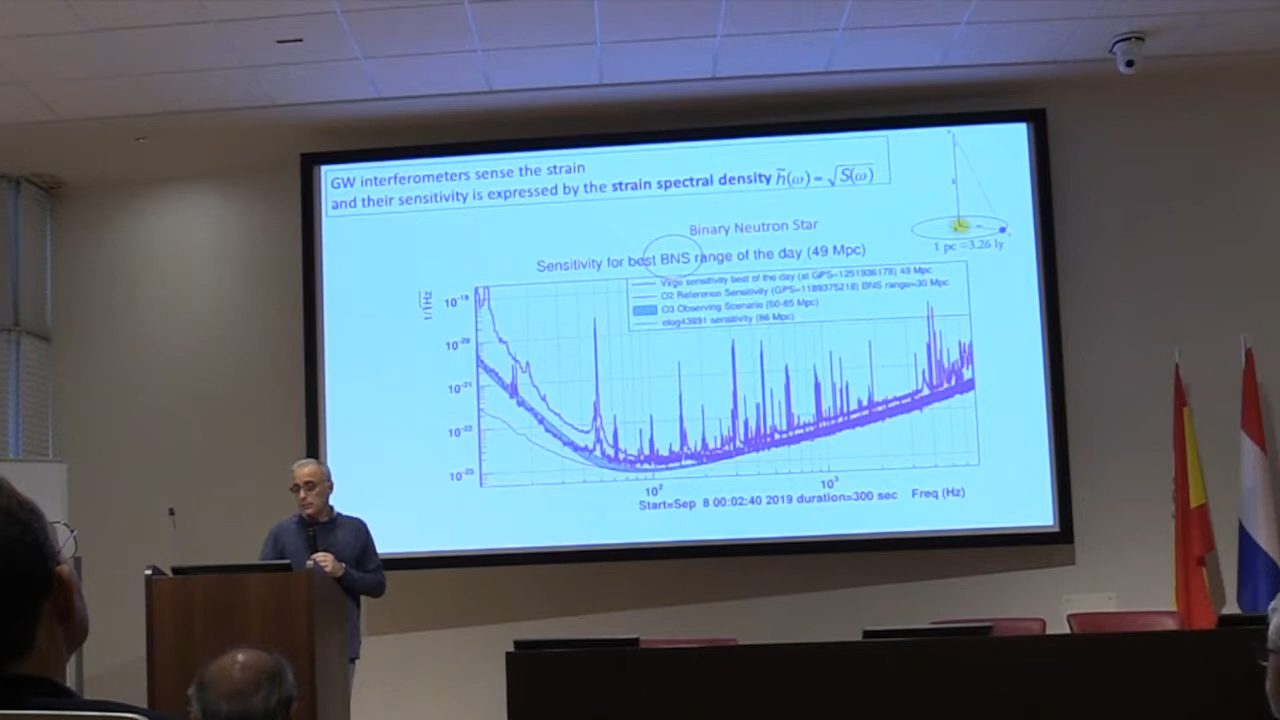 GW interferometers sense the strain
and their sensitivity is expressed by the strain spectral density h̃(ω) = √S(ω)
1 pc =3.26 ly
Binary Neutron Star
Sensitivity for best BNS range of the day (49 Mpc)
Virgo sensitivity best of the day (at GPS=1251936178) 49 Mpc
O2 Reference Sensitivity (GPS=1189375218) BNS range=30 Mpc
O3 Observing Scenario (60-85 Mpc)
elog43891 sensitivity (86 Mpc)
1/√Hz
10⁻¹⁹
10⁻²⁰
10⁻²¹
10⁻²²
10⁻²³
10² 10³
Start=Sep 8 00:02:40 2019 duration=300 sec Freq (Hz)